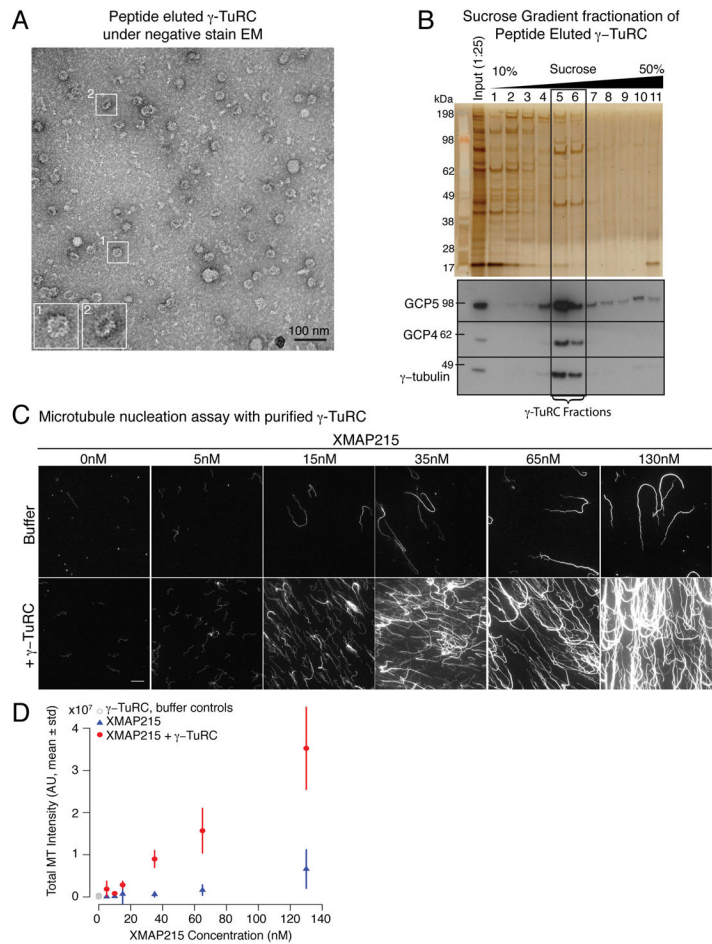 A
Peptide eluted γ-TuRC
under negative stain EM
2
1
1
2
100 nm
B
Sucrose Gradient fractionation of
Peptide Eluted γ-TuRC
Input (1:25)
10% Sucrose 50%
kDa
1 2 3 4 5 6 7 8 9 10 11
198
98
62
49
38
28
17
GCP5 98
GCP4 62
49
γ-tubulin
γ-TuRC Fractions
C Microtubule nucleation assay with purified γ-TuRC
XMAP215
0nM 5nM 15nM 35nM 65nM 130nM
Buffer
+ γ-TuRC
D
x10⁷
γ-TuRC, buffer controls
XMAP215
XMAP215 + γ-TuRC
Total MT Intensity (AU, mean ± std)
4
3
2
1
0
0 20 40 60 80 100 120 140
XMAP215 Concentration (nM)